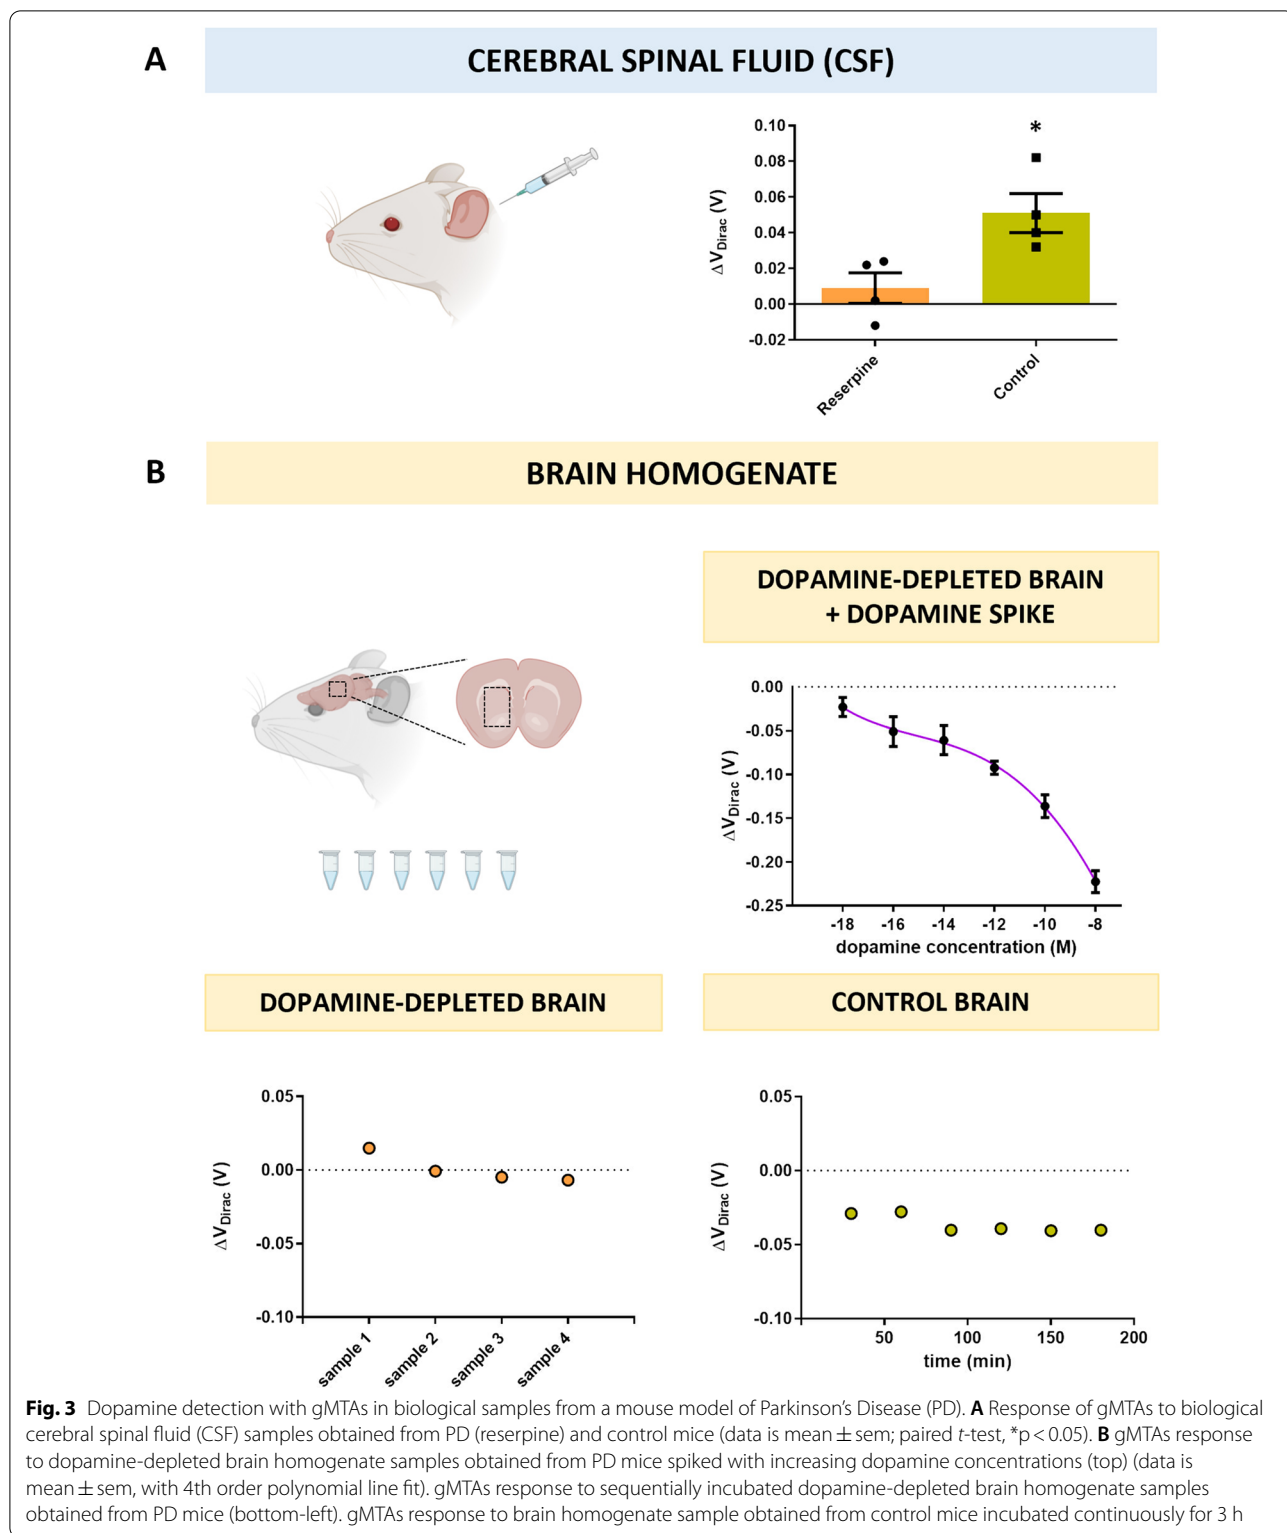 A
CEREBRAL SPINAL FLUID (CSF)
0.10
0.08
0.06
0.04
0.02
0.00
-0.02
ΔV_Dirac (V)
*
Reserpine
Control
B
BRAIN HOMOGENATE
DOPAMINE-DEPLETED BRAIN
+ DOPAMINE SPIKE
0.00
-0.05
-0.10
-0.15
-0.20
-0.25
ΔV_Dirac (V)
-18 -16 -14 -12 -10 -8
dopamine concentration (M)
DOPAMINE-DEPLETED BRAIN
0.05
0.00
-0.05
-0.10
ΔV_Dirac (V)
sample 1
sample 2
sample 3
sample 4
CONTROL BRAIN
0.05
0.00
-0.05
-0.10
ΔV_Dirac (V)
50 100 150 200
time (min)
Fig. 3 Dopamine detection with gMTAs in biological samples from a mouse model of Parkinson's Disease (PD). A Response of gMTAs to biological
cerebral spinal fluid (CSF) samples obtained from PD (reserpine) and control mice (data is mean ± sem; paired t-test, *p < 0.05). B gMTAs response
to dopamine-depleted brain homogenate samples obtained from PD mice spiked with increasing dopamine concentrations (top) (data is
mean ± sem, with 4th order polynomial line fit). gMTAs response to sequentially incubated dopamine-depleted brain homogenate samples
obtained from PD mice (bottom-left). gMTAs response to brain homogenate sample obtained from control mice incubated continuously for 3 h